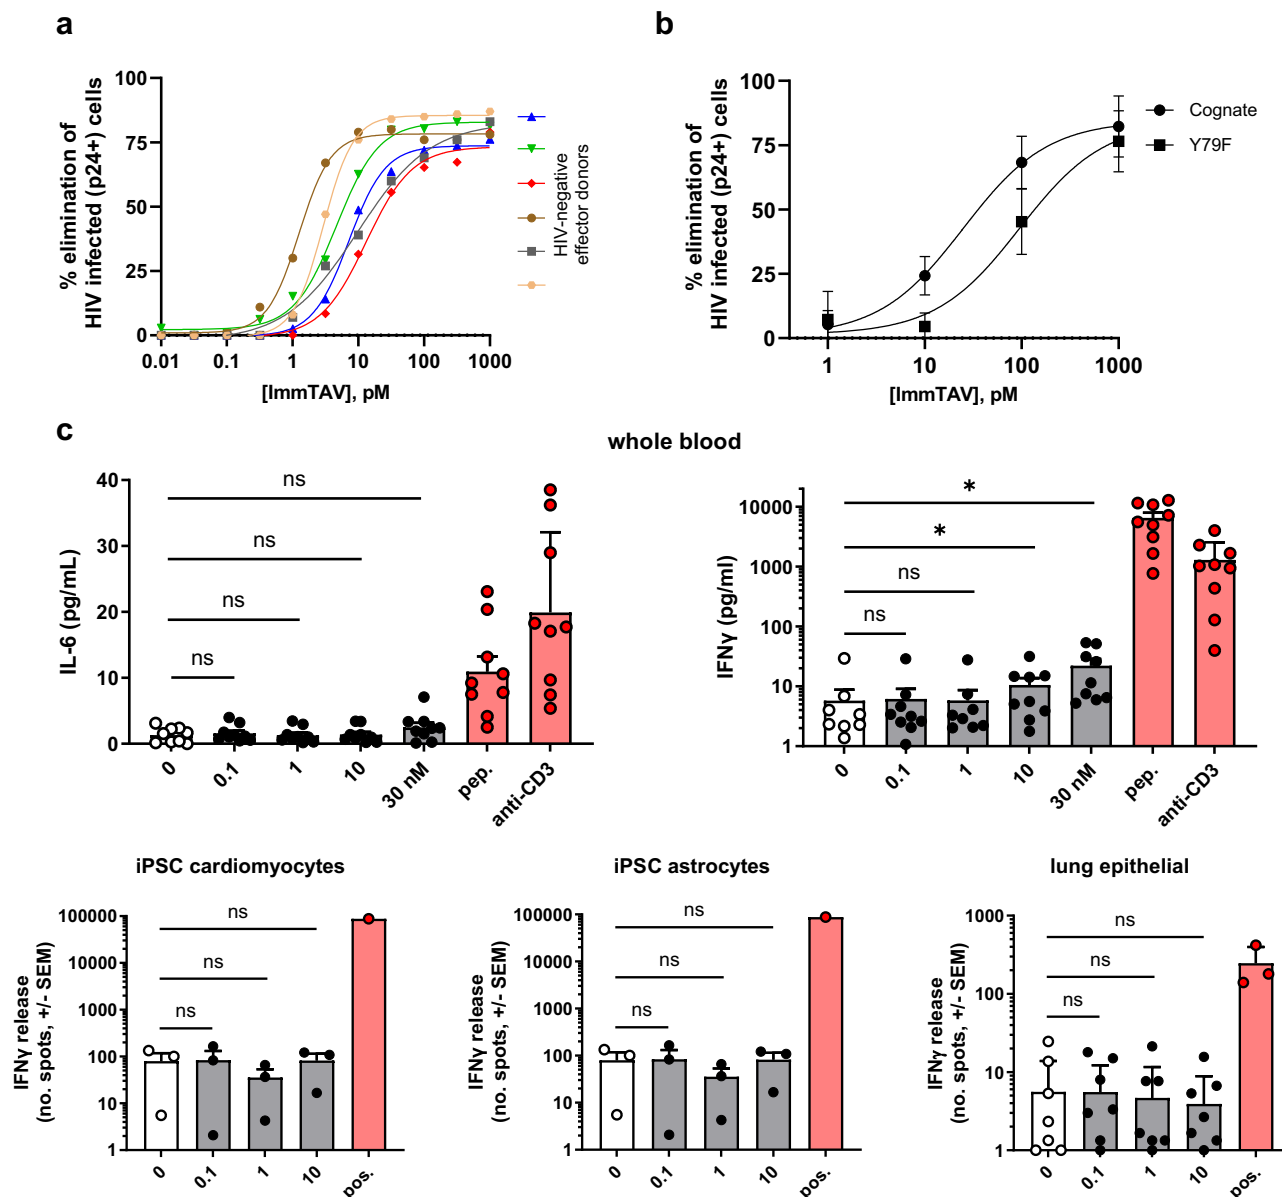 a
% elimination of
HIV infected (p24+) cells
100
75
50
25
0
0.01
0.1
1
10
100
1000
[ImmTAV], pM
HIV-negative
effector donors
b
% elimination of
HIV infected (p24+) cells
100
75
50
25
0
1
10
100
1000
[ImmTAV], pM
Cognate
Y79F
c
whole blood
IL-6 (pg/mL)
40
30
20
10
0
ns
ns
ns
ns
0
0.1
1
10
30 nM
pep.
anti-CD3
IFNγ (pg/ml)
10000
1000
100
10
1
*
*
ns
ns
0
0.1
1
10
30 nM
pep.
anti-CD3
iPSC cardiomyocytes
IFNγ release
(no. spots, +/- SEM)
100000
10000
1000
100
10
1
ns
ns
ns
0
0.1
1
10
pos.
iPSC astrocytes
IFNγ release
(no. spots, +/- SEM)
100000
10000
1000
100
10
1
ns
ns
ns
0
0.1
1
10
pos.
lung epithelial
IFNγ release
(no. spots, +/- SEM)
1000
100
10
1
ns
ns
ns
0
0.1
1
10
pos.